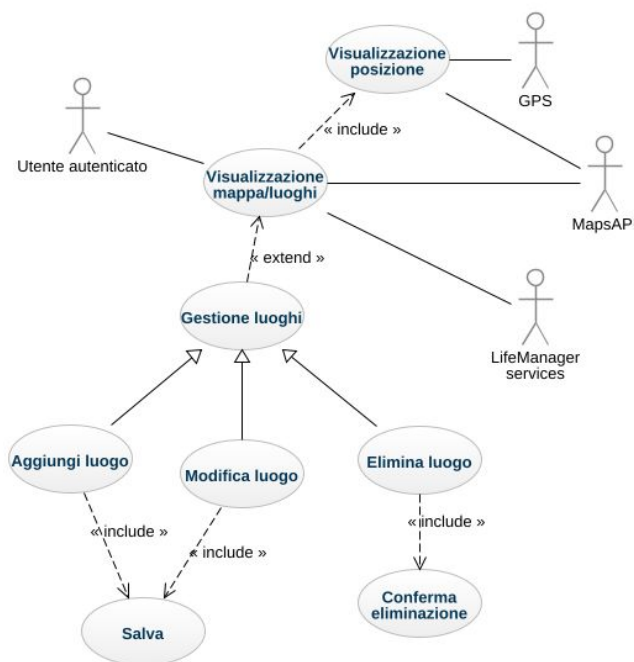 Visualizzazione
posizione
GPS
« include »
Utente autenticato
Visualizzazione
mappa/luoghi
MapsAP
« extend »
Gestione luoghi
LifeManager
services
Aggiungi luogo
Modifica luogo
Elimina luogo
« include »
« include »
« include »
Salva
Conferma
eliminazione